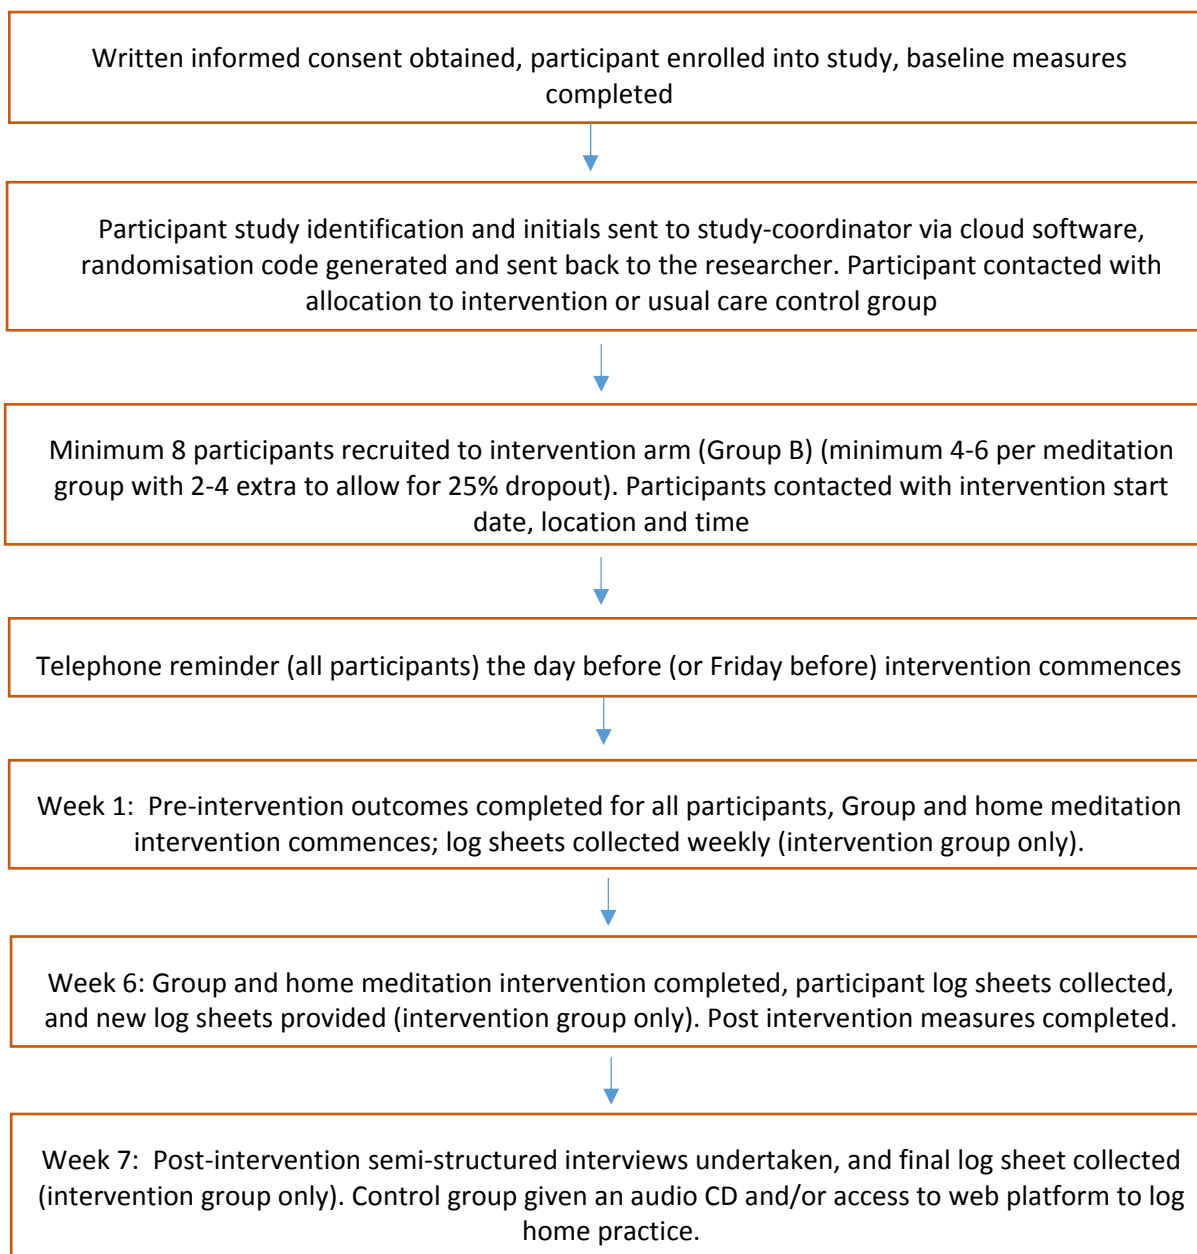 Written informed consent obtained, participant enrolled into study, baseline measures
completed
Participant study identification and initials sent to study-coordinator via cloud software,
randomisation code generated and sent back to the researcher. Participant contacted with
allocation to intervention or usual care control group
Minimum 8 participants recruited to intervention arm (Group B) (minimum 4-6 per meditation
group with 2-4 extra to allow for 25% dropout). Participants contacted with intervention start
date, location and time
Telephone reminder (all participants) the day before (or Friday before) intervention commences
Week 1:  Pre-intervention outcomes completed for all participants, Group and home meditation
intervention commences; log sheets collected weekly (intervention group only).
Week 6: Group and home meditation intervention completed, participant log sheets collected,
and new log sheets provided (intervention group only). Post intervention measures completed.
Week 7:  Post-intervention semi-structured interviews undertaken, and final log sheet collected
(intervention group only). Control group given an audio CD and/or access to web platform to log
home practice.